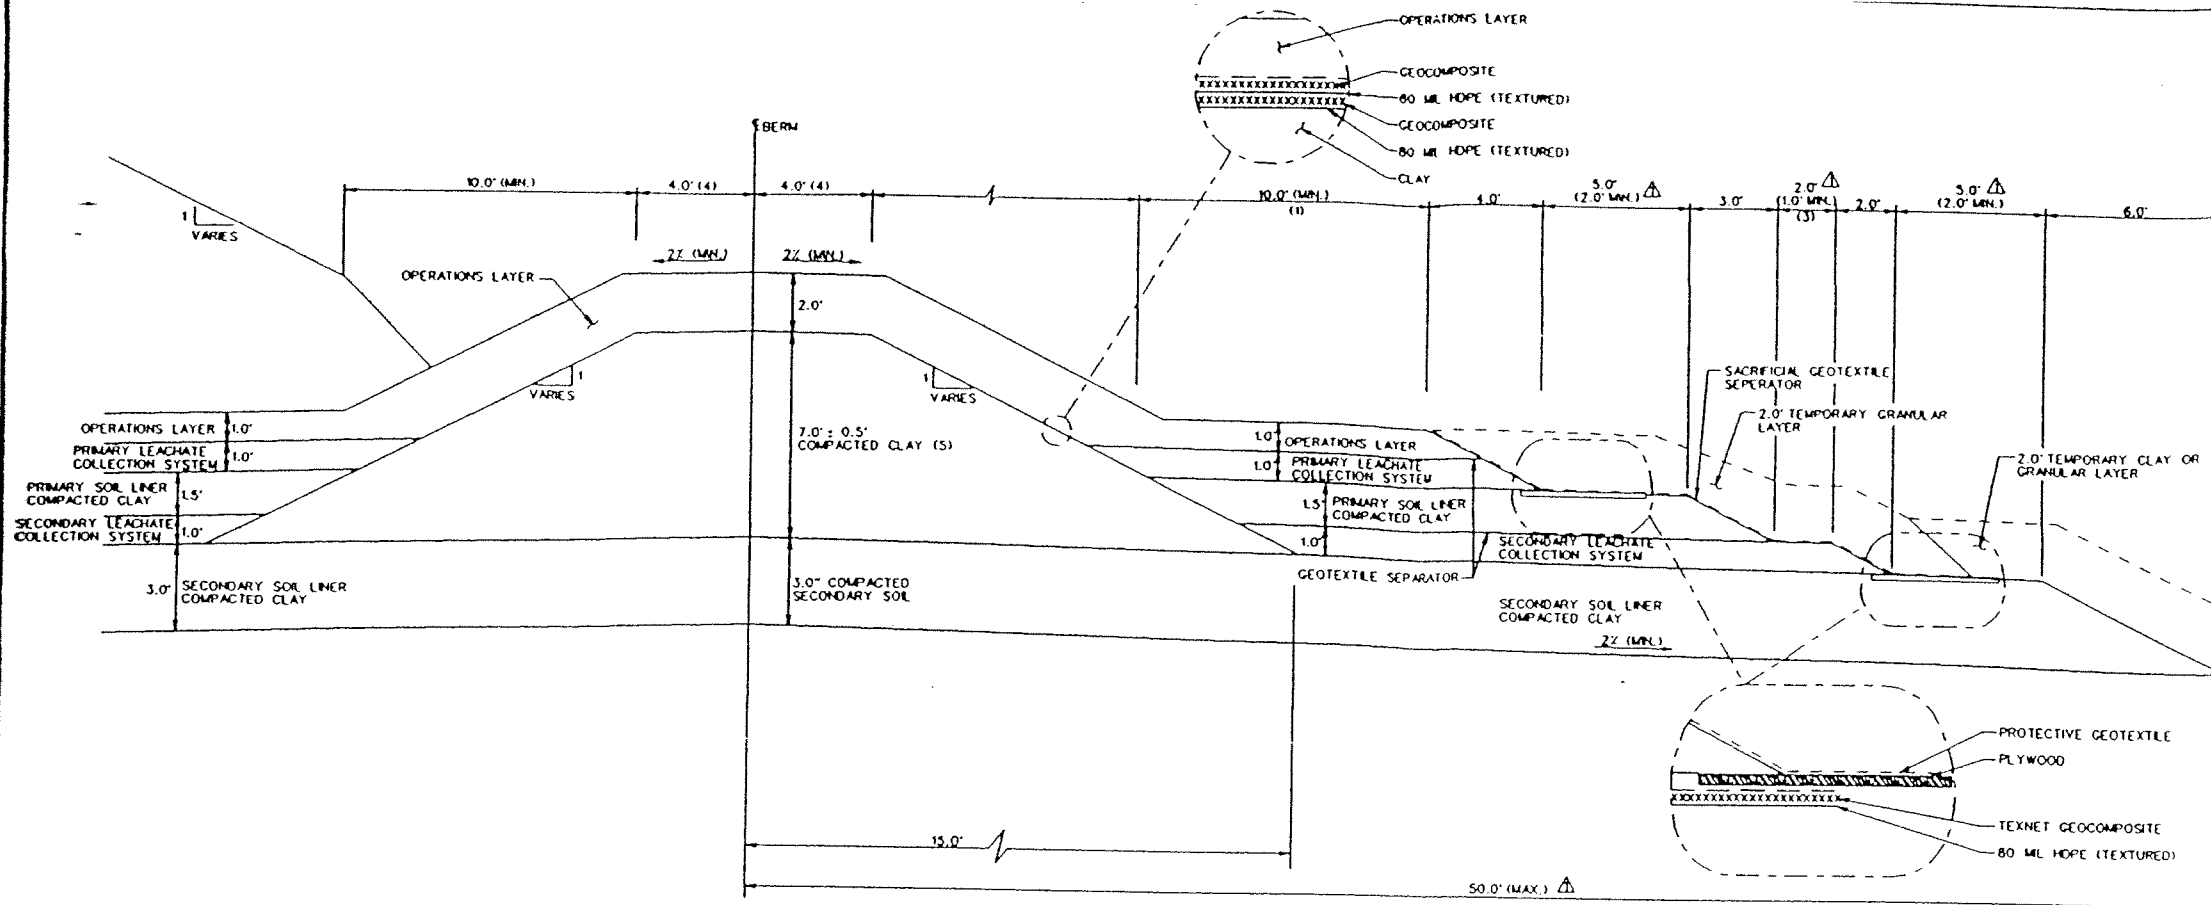 OPERATIONS LAYER
GEOCOMPOSITE
60 MIL HDPE (TEXTURED)
GEOCOMPOSITE
80 MIL HDPE (TEXTURED)
CLAY
℄ BERM
10.0' (MIN.)
4.0' (4)
4.0' (4)
10.0' (MIN.)
(1)
4.0'
5.0' ⚠
(2.0' MIN.)
3.0'
2.0' ⚠
(1.0' MIN.)
(3)
2.0'
5.0' ⚠
(2.0' MIN.)
6.0'
1
VARIES
2% (MIN.)
2% (MIN.)
OPERATIONS LAYER
2.0'
1
VARIES
1
VARIES
7.0' ± 0.5'
COMPACTED CLAY (5)
SACRIFICIAL GEOTEXTILE
SEPERATOR
2.0' TEMPORARY GRANULAR
LAYER
2.0' TEMPORARY CLAY OR
GRANULAR LAYER
OPERATIONS LAYER
1.0'
PRIMARY LEACHATE
COLLECTION SYSTEM
1.0'
PRIMARY SOIL LINER
COMPACTED CLAY
1.5'
SECONDARY LEACHATE
COLLECTION SYSTEM
1.0'
3.0'
SECONDARY SOIL LINER
COMPACTED CLAY
3.0" COMPACTED
SECONDARY SOIL
1.0'
OPERATIONS LAYER
1.0'
PRIMARY LEACHATE
COLLECTION SYSTEM
1.5'
PRIMARY SOIL LINER
COMPACTED CLAY
1.0'
SECONDARY LEACHATE
COLLECTION SYSTEM
GEOTEXTILE SEPARATOR
SECONDARY SOIL LINER
COMPACTED CLAY
2% (MIN.)
PROTECTIVE GEOTEXTILE
PLYWOOD
TEXNET GEOCOMPOSITE
80 MIL HDPE (TEXTURED)
15.0'
50.0' (MAX.) ⚠